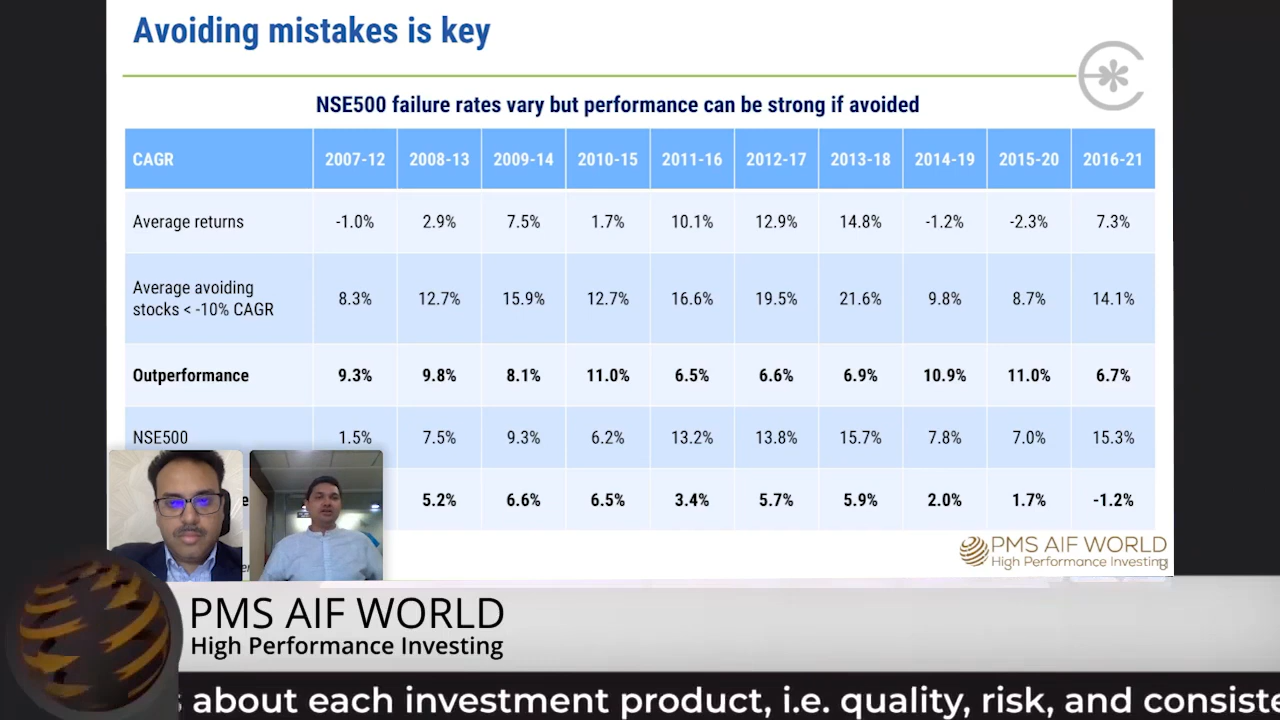 Avoiding mistakes is key
NSE500 failure rates vary but performance can be strong if avoided
CAGR 2007-12 2008-13 2009-14 2010-15 2011-16 2012-17 2013-18 2014-19 2015-20 2016-21
Average returns -1.0% 2.9% 7.5% 1.7% 10.1% 12.9% 14.8% -1.2% -2.3% 7.3%
Average avoiding
stocks < -10% CAGR 8.3% 12.7% 15.9% 12.7% 16.6% 19.5% 21.6% 9.8% 8.7% 14.1%
Outperformance 9.3% 9.8% 8.1% 11.0% 6.5% 6.6% 6.9% 10.9% 11.0% 6.7%
NSE500 1.5% 7.5% 9.3% 6.2% 13.2% 13.8% 15.7% 7.8% 7.0% 15.3%
5.2% 6.6% 6.5% 3.4% 5.7% 5.9% 2.0% 1.7% -1.2%
PMS AIF WORLD
High Performance Investing
PMS AIF WORLD
High Performance Investing
about each investment product, i.e. quality, risk, and consiste